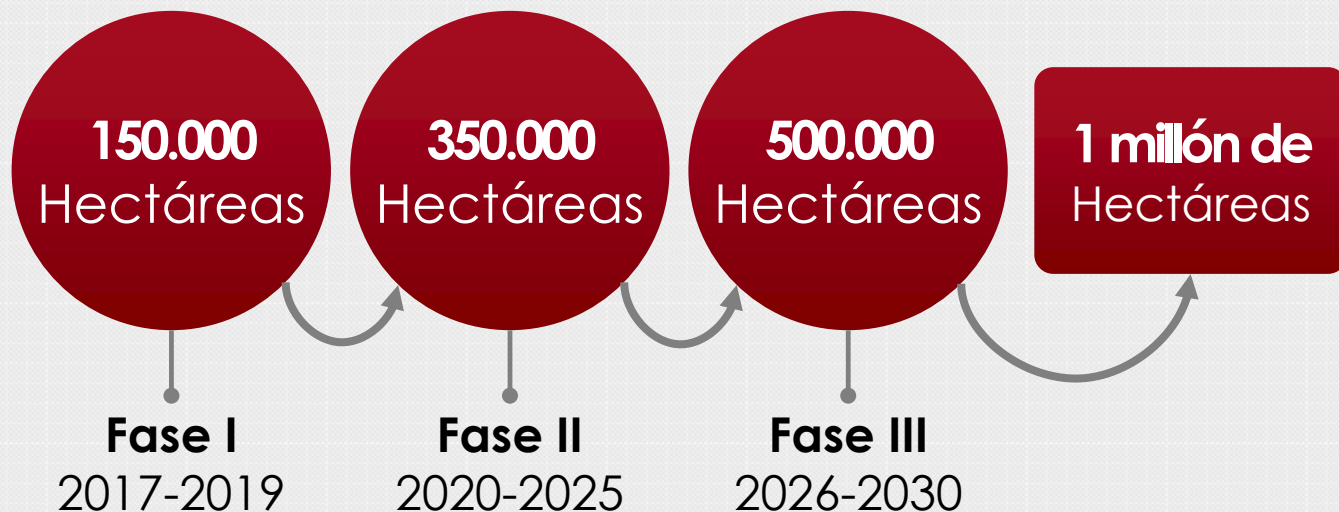 150.000
Hectáreas
350.000
Hectáreas
500.000
Hectáreas
1 millón de
Hectáreas
Fase I
2017-2019
Fase II
2020-2025
Fase III
2026-2030